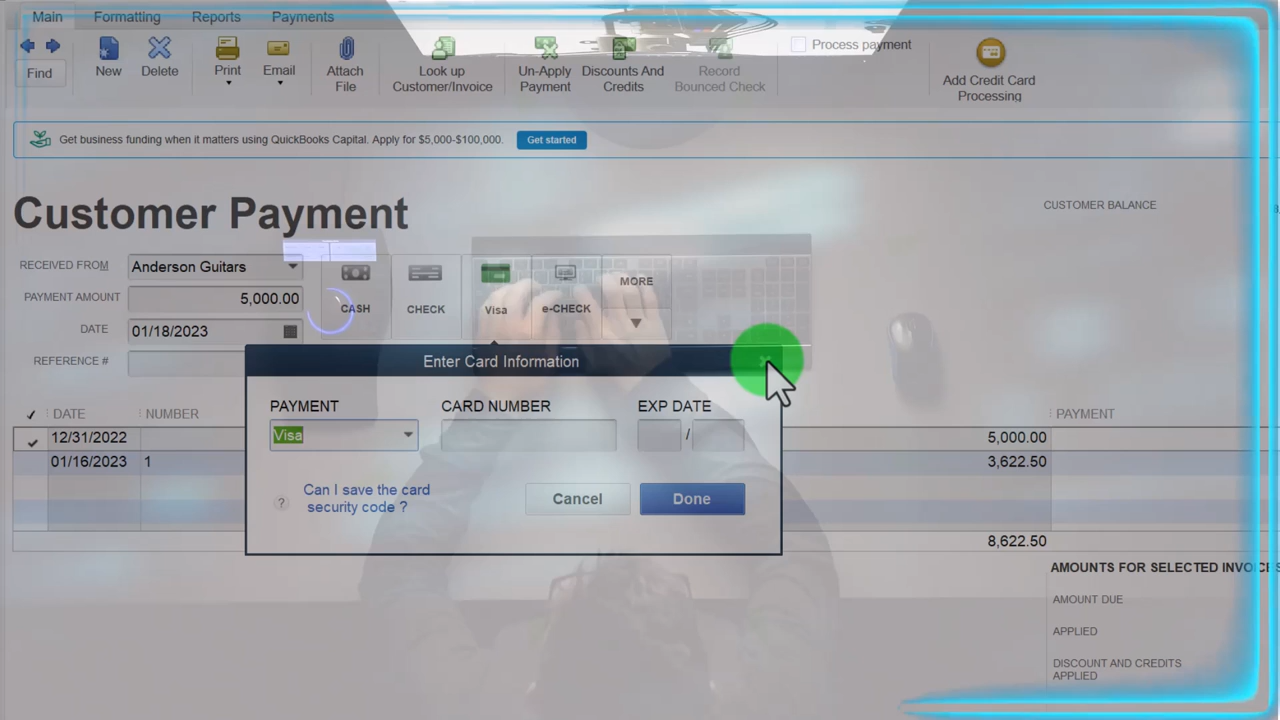 Main Formatting Reports Payments
Find
New
Delete
Print
Email
Attach
File
Look up
Customer/Invoice
Un-Apply
Payment
Discounts And
Credits
Record
Bounced Check
Process payment
Add Credit Card
Processing
Get business funding when it matters using QuickBooks Capital. Apply for $5,000-$100,000. Get started
Customer Payment
CUSTOMER BALANCE
RECEIVED FROM Anderson Guitars
PAYMENT AMOUNT 5,000.00
DATE 01/18/2023
REFERENCE #
CASH
CHECK
Visa
e-CHECK
MORE
Enter Card Information
PAYMENT CARD NUMBER EXP DATE
Visa /
? Can I save the card
security code ?
Cancel Done
DATE NUMBER PAYMENT
12/31/2022 5,000.00
01/16/2023 1 3,622.50
8,622.50
AMOUNTS FOR SELECTED INVOICES
AMOUNT DUE
APPLIED
DISCOUNT AND CREDITS
APPLIED